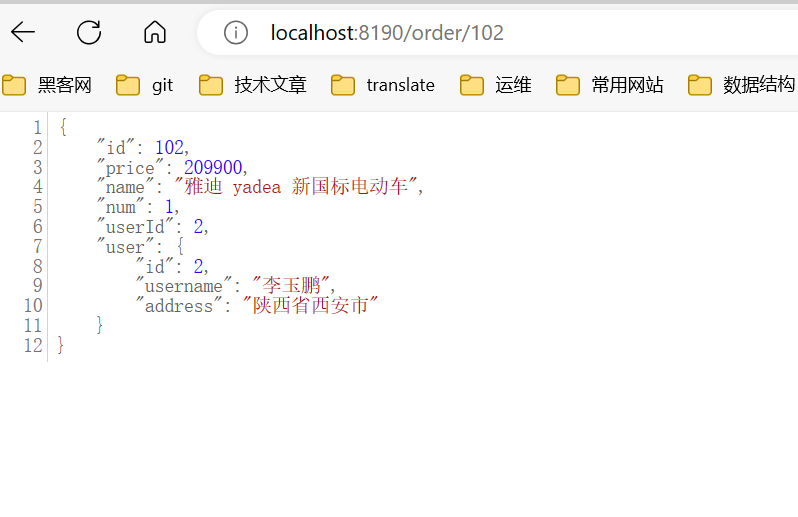 localhost:8190/order/102
黑客网 git 技术文章 translate 运维 常用网站 数据结构
1 {
2 "id": 102,
3 "price": 209900,
4 "name": "雅迪 yadea 新国标电动车",
5 "num": 1,
6 "userId": 2,
7 "user": {
8 "id": 2,
9 "username": "李玉鹏",
10 "address": "陕西省西安市"
11 }
12 }